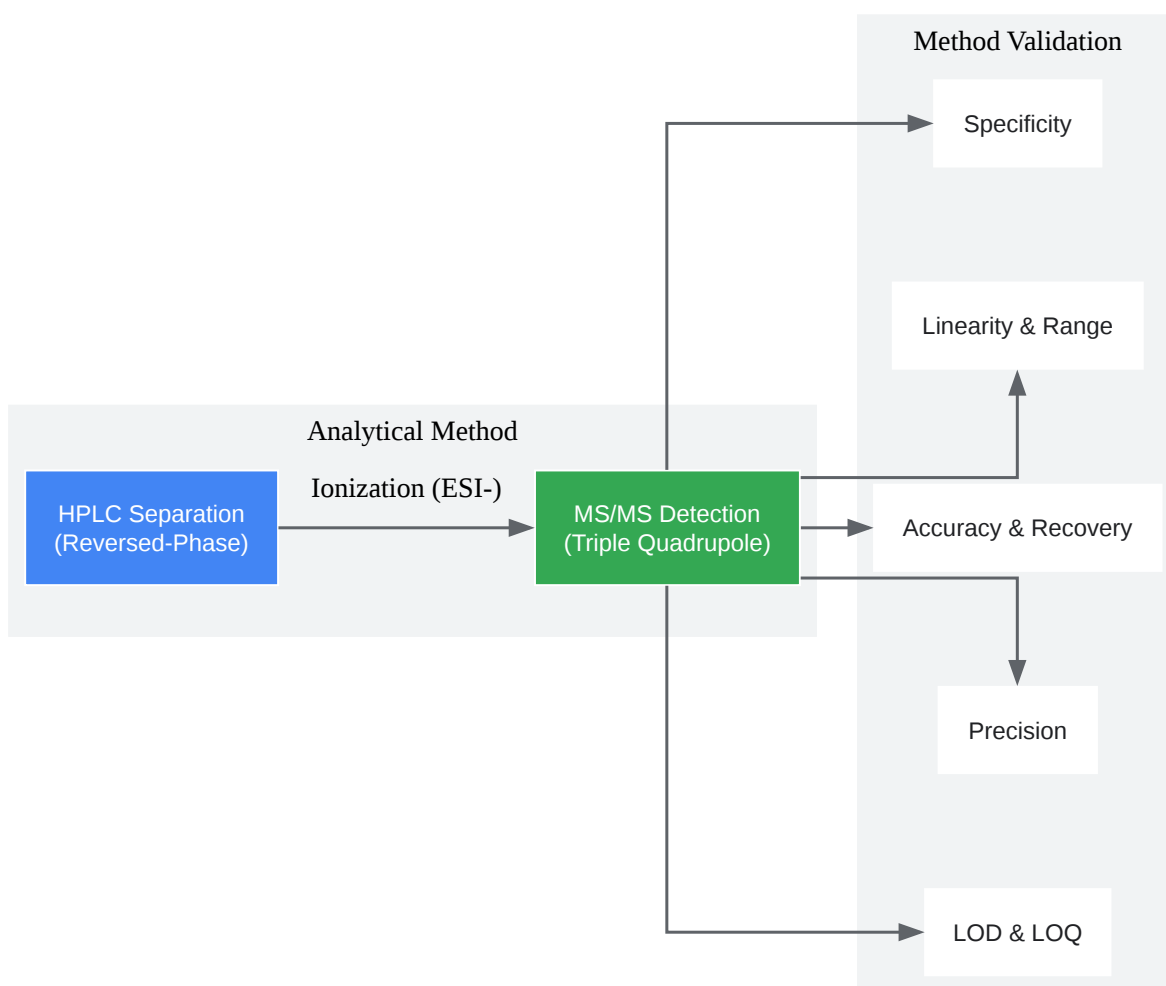 Method Validation
Specificity
Linearity & Range
Analytical Method
Ionization (ESI-)
HPLC Separation
(Reversed-Phase)
MS/MS Detection
(Triple Quadrupole)
Accuracy & Recovery
Precision
LOD & LOQ